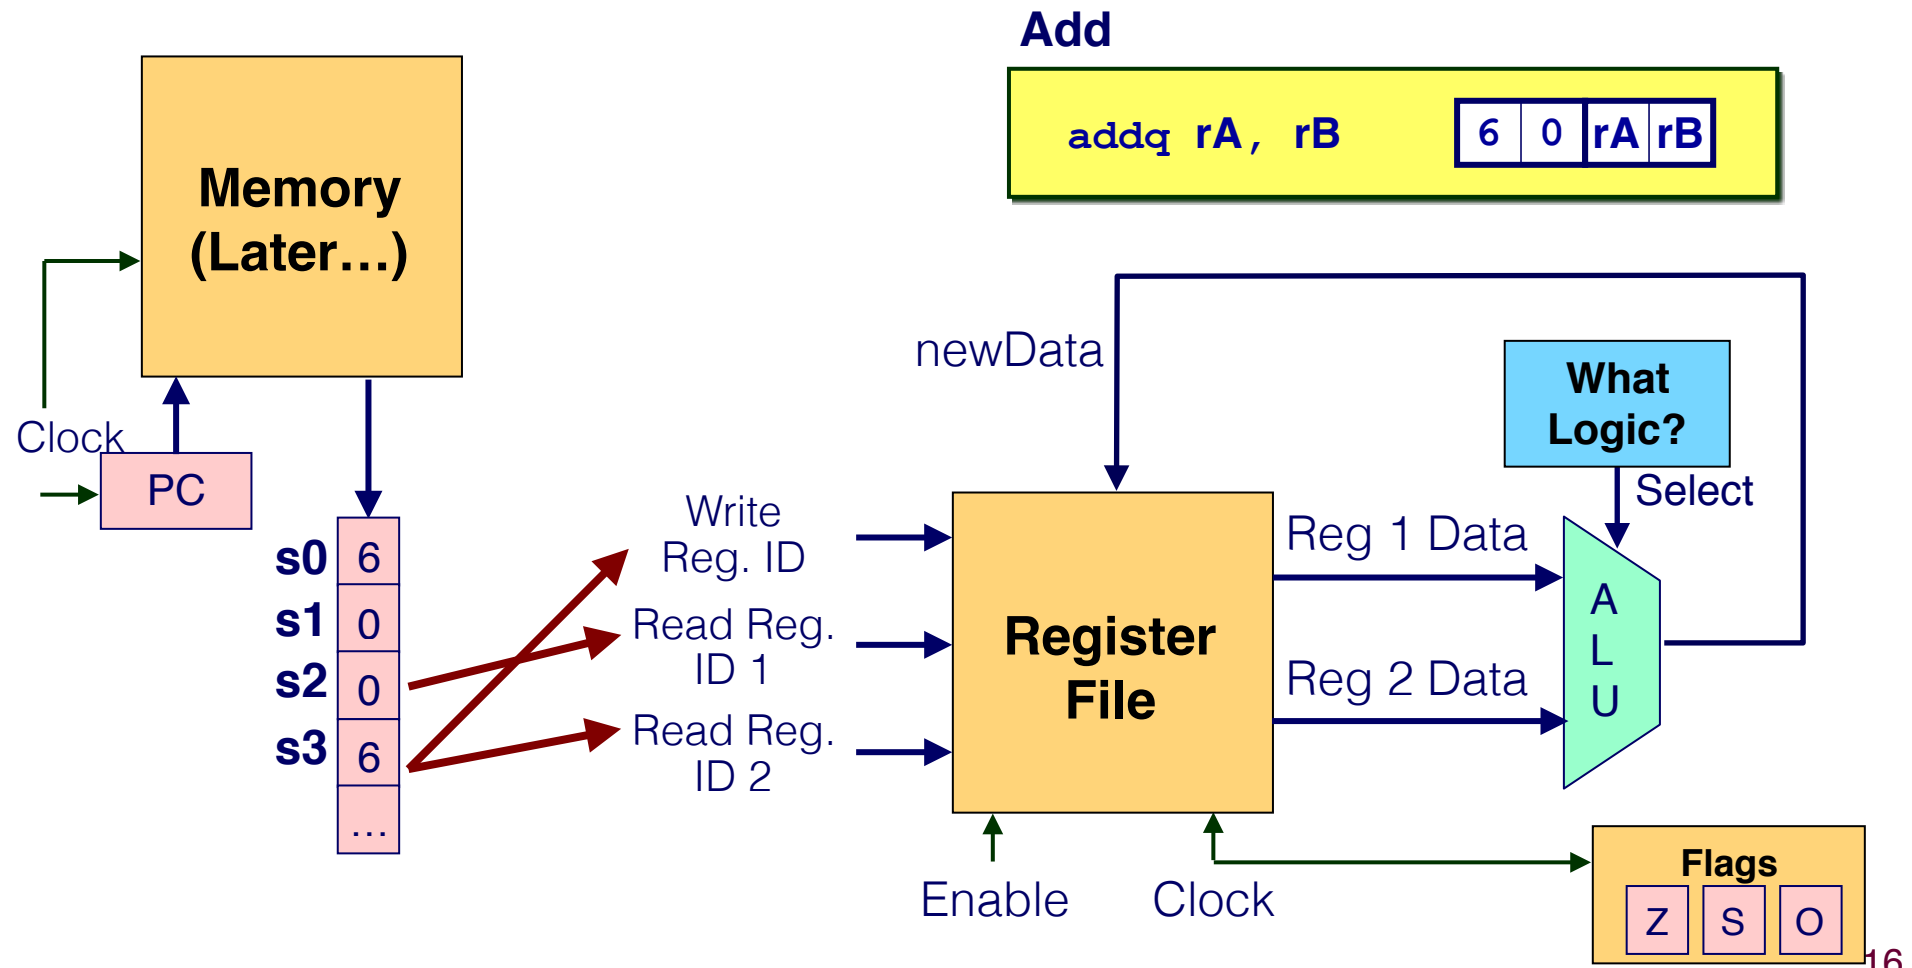 Add
addq rA, rB
6 0 rA rB
Memory
(Later…)
Clock
PC
s0 6
s1 0
s2 0
s3 6
...
Write
Reg. ID
Read Reg.
ID 1
Read Reg.
ID 2
newData
Register
File
Enable
Clock
Reg 1 Data
Reg 2 Data
What
Logic?
Select
A
L
U
Flags
Z S O
16